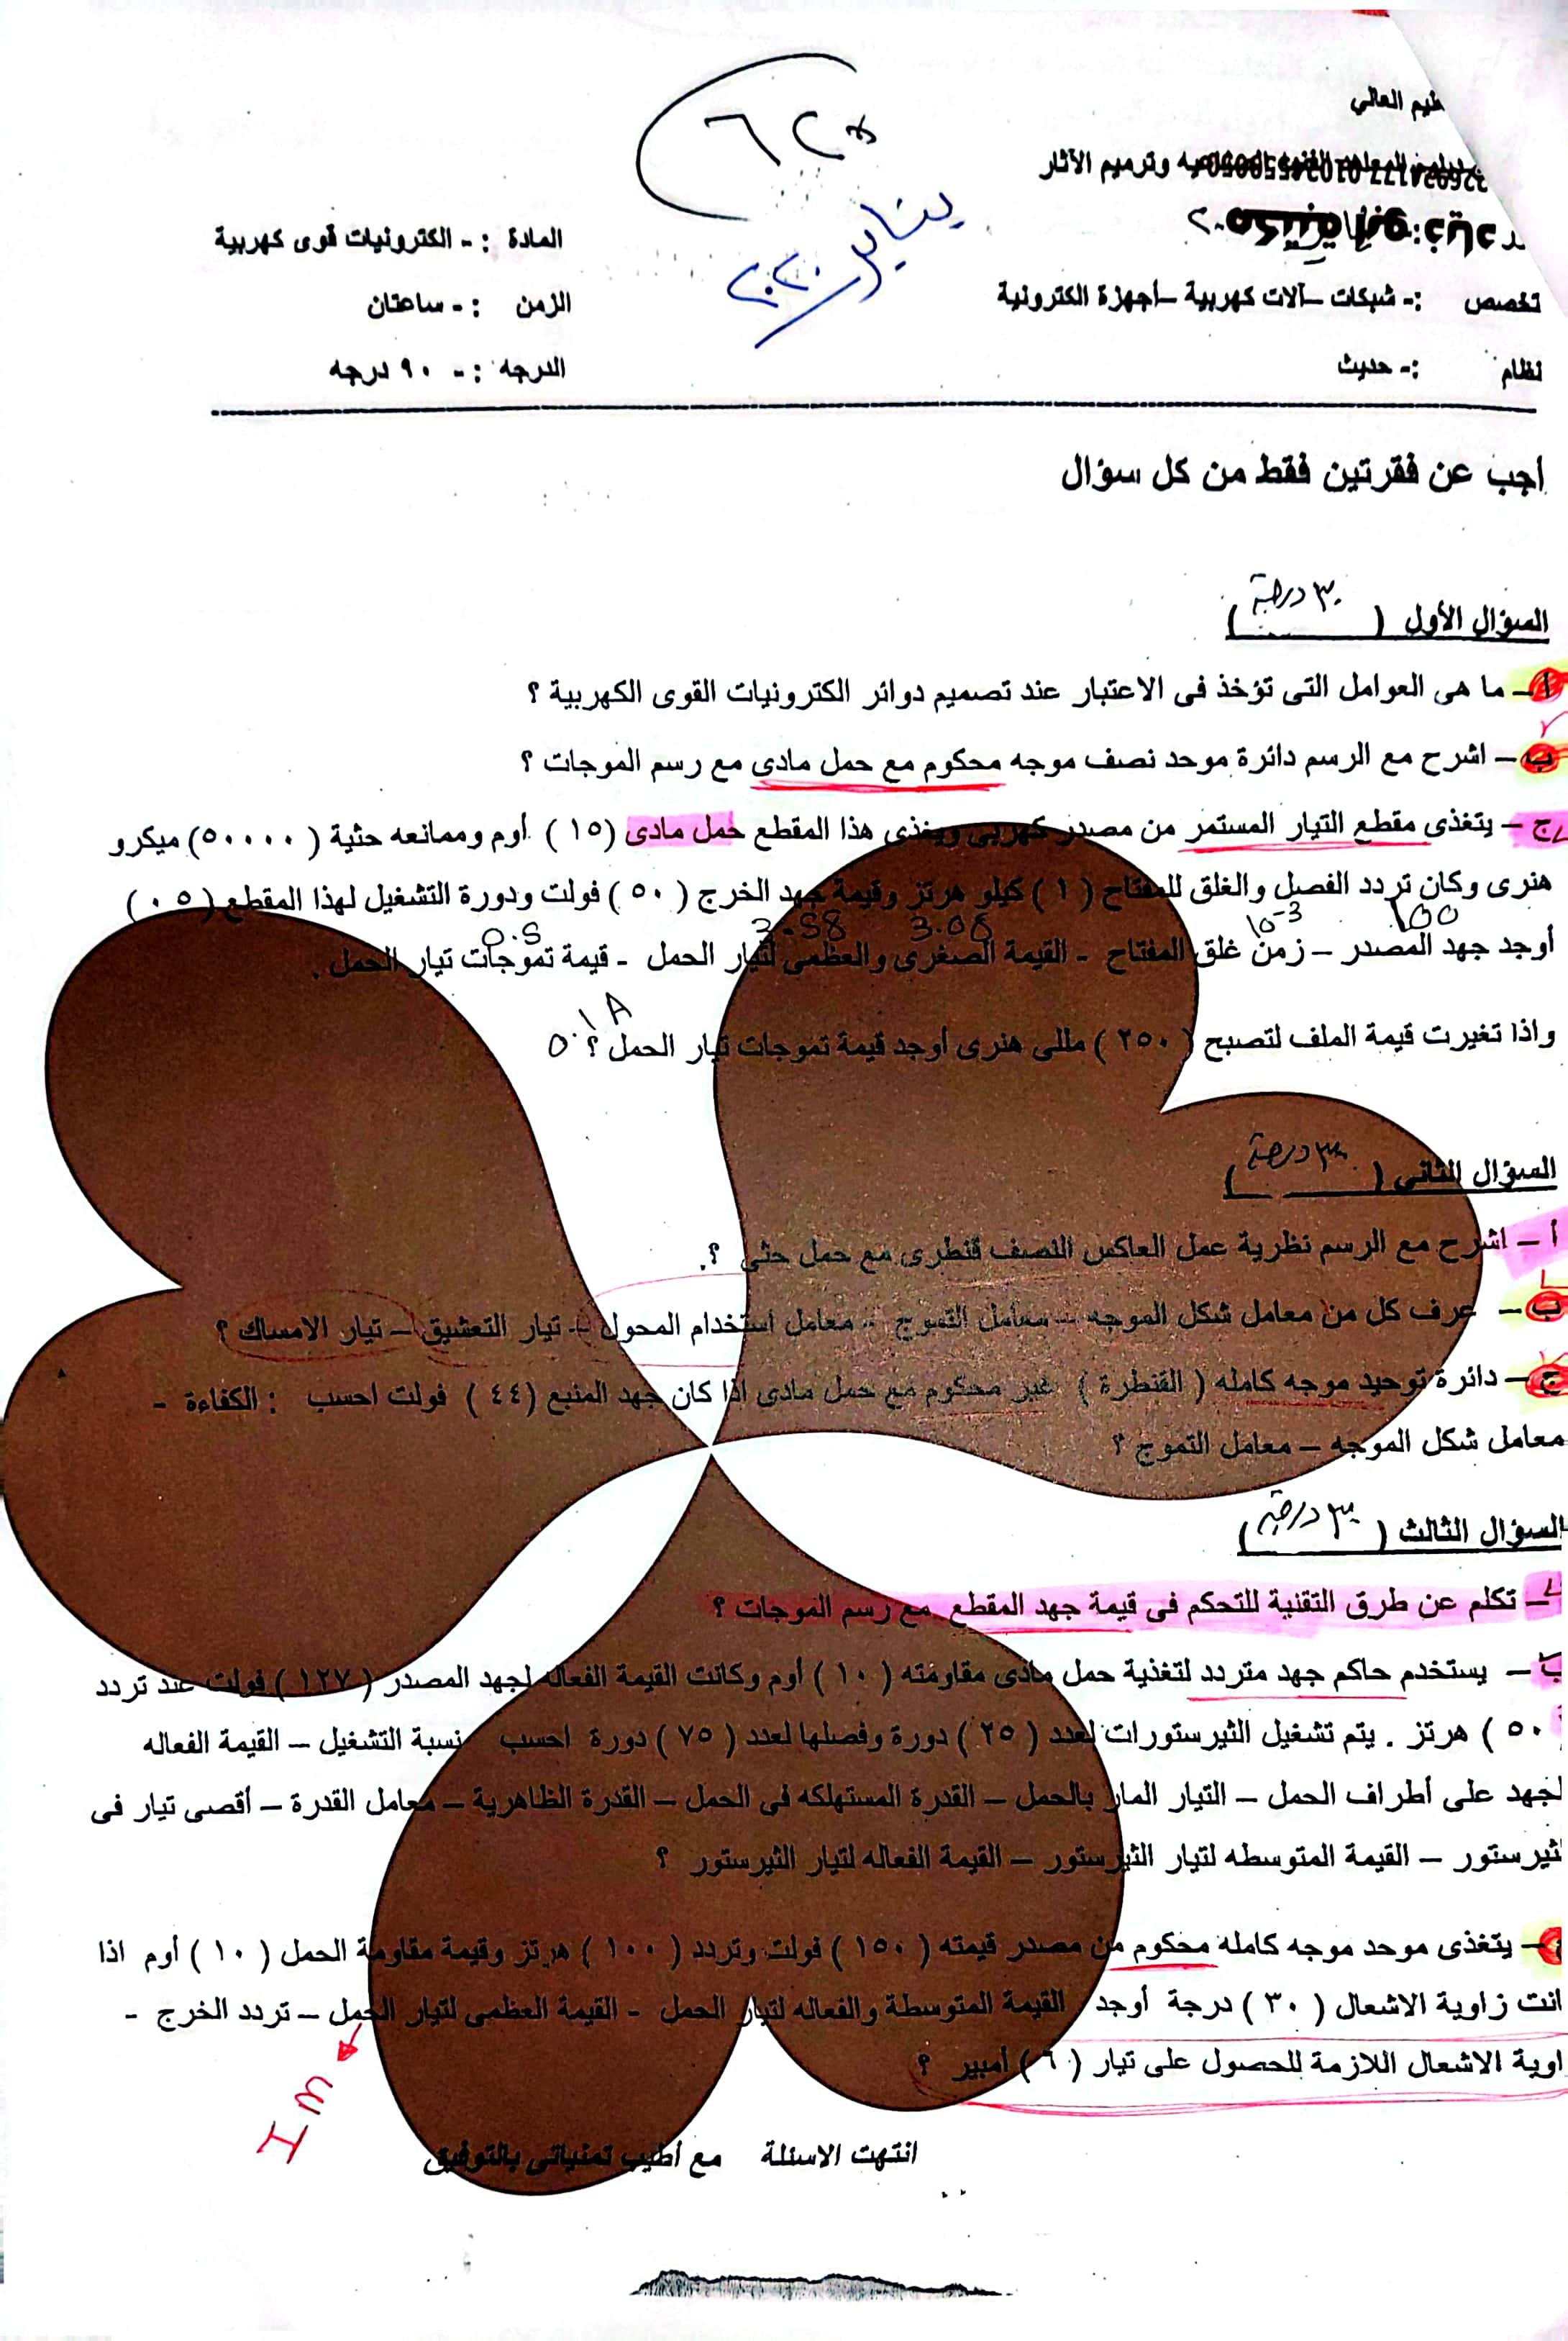 ٦٢
يناير ٢٠٢٠
العالي
وترميم الآثار
المادة :- الكترونيات قوى كهربية
تخصص :- شبكات –آلات كهربية –أجهزة الكترونية
الزمن :- ساعتان
نظام :- حديث
الدرجه :- ٩٠ درجه
أجب عن فقرتين فقط من كل سؤال
السؤال الأول ( ٣٠ درجة )
أ – ما هى العوامل التى تؤخذ فى الاعتبار عند تصميم دوائر الكترونيات القوى الكهربية ؟
ب – اشرح مع الرسم دائرة موحد نصف موجه محكوم مع حمل مادى مع رسم الموجات ؟
ج – يتغذى مقطع التيار المستمر من مصدر كهربى ويغذى هذا المقطع حمل مادى (١٥ ) أوم وممانعه حثية ( ٥٠٠٠٠) ميكرو
هنرى وكان تردد الفصل والغلق للمفتاح ( ١ ) كيلو هرتز وقيمة جهد الخرج ( ٥٠ ) فولت ودورة التشغيل لهذا المقطع ( ٠٥ )
100 10-3 3.08 3.58 0.5
أوجد جهد المصدر – زمن غلق المفتاح - القيمة الصغرى والعظمى لتيار الحمل - قيمة تموجات تيار الحمل .
0.1 A
واذا تغيرت قيمة الملف لتصبح ( ٢٥٠ ) مللى هنرى أوجد قيمة تموجات تيار الحمل ؟
السؤال الثانى ( ٣٠ درجة )
أ – اشرح مع الرسم نظرية عمل العاكس النصف قنطرى مع حمل حثى ؟.
ب – عرف كل من معامل شكل الموجه – معامل التموج - معامل استخدام المحول – تيار التعشيق – تيار الامساك ؟
ج – دائرة توحيد موجه كامله ( القنطرة ) غير محكوم مع حمل مادى اذا كان جهد المنبع (٤٤ ) فولت احسب : الكفاءة -
معامل شكل الموجه – معامل التموج ؟
السؤال الثالث ( ٣٠ درجة )
– تكلم عن طرق التقنية للتحكم فى قيمة جهد المقطع مع رسم الموجات ؟
ب – يستخدم حاكم جهد متردد لتغذية حمل مادى مقاومته ( ١٠ ) أوم وكانت القيمة الفعاله لجهد المصدر ( ١٢٧ ) فولت عند تردد
٥٠ ) هرتز . يتم تشغيل الثيرستورات لعدد ( ٢٥ ) دورة وفصلها لعدد ( ٧٥ ) دورة احسب نسبة التشغيل – القيمة الفعاله
لجهد على أطراف الحمل – التيار المار بالحمل – القدرة المستهلكه فى الحمل – القدرة الظاهرية – معامل القدرة – أقصى تيار فى
ثيرستور – القيمة المتوسطه لتيار الثيرستور – القيمة الفعاله لتيار الثيرستور ؟
– يتغذى موحد موجه كامله محكوم من مصدر قيمته ( ١٥٠ ) فولت وتردد ( ١٠٠ ) هرتز وقيمة مقاومة الحمل ( ١٠ ) أوم اذا
انت زاوية الاشعال ( ٣٠ ) درجة أوجد القيمة المتوسطة والفعاله لتيار الحمل - القيمة العظمى لتيار الحمل – تردد الخرج -
اوية الاشعال اللازمة للحصول على تيار ( ٦ ) أمبير ؟
Im
انتهت الاسئلة مع أطيب تمنياتى بالتوفيق